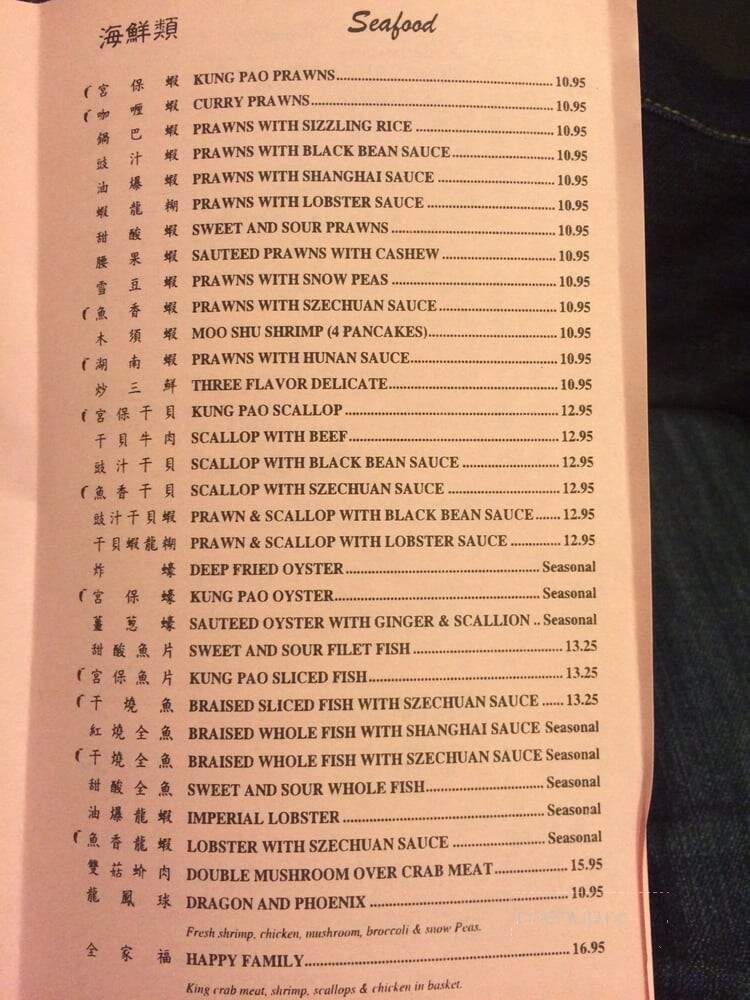 海鮮類 Seafood
宮保蝦 KUNG PAO PRAWNS 10.95
咖喱蝦 CURRY PRAWNS 10.95
鍋巴蝦 PRAWNS WITH SIZZLING RICE 10.95
豉汁蝦 PRAWNS WITH BLACK BEAN SAUCE 10.95
油爆蝦 PRAWNS WITH SHANGHAI SAUCE 10.95
蝦龍糊 PRAWNS WITH LOBSTER SAUCE 10.95
甜酸蝦 SWEET AND SOUR PRAWNS 10.95
腰果蝦 SAUTEED PRAWNS WITH CASHEW 10.95
雪豆蝦 PRAWNS WITH SNOW PEAS 10.95
魚香蝦 PRAWNS WITH SZECHUAN SAUCE 10.95
木須蝦 MOO SHU SHRIMP (4 PANCAKES) 10.95
湖南蝦 PRAWNS WITH HUNAN SAUCE 10.95
炒三鮮 THREE FLAVOR DELICATE 10.95
宮保干貝 KUNG PAO SCALLOP 12.95
干貝牛肉 SCALLOP WITH BEEF 12.95
豉汁干貝 SCALLOP WITH BLACK BEAN SAUCE 12.95
魚香干貝 SCALLOP WITH SZECHUAN SAUCE 12.95
豉汁干貝蝦 PRAWN & SCALLOP WITH BLACK BEAN SAUCE 12.95
干貝蝦龍糊 PRAWN & SCALLOP WITH LOBSTER SAUCE 12.95
炸蠔 DEEP FRIED OYSTER Seasonal
宮保蠔 KUNG PAO OYSTER Seasonal
薑蔥蠔 SAUTEED OYSTER WITH GINGER & SCALLION Seasonal
甜酸魚片 SWEET AND SOUR FILET FISH 13.25
宮保魚片 KUNG PAO SLICED FISH 13.25
干燒魚 BRAISED SLICED FISH WITH SZECHUAN SAUCE 13.25
紅燒全魚 BRAISED WHOLE FISH WITH SHANGHAI SAUCE Seasonal
干燒全魚 BRAISED WHOLE FISH WITH SZECHUAN SAUCE Seasonal
甜酸全魚 SWEET AND SOUR WHOLE FISH Seasonal
油爆龍蝦 IMPERIAL LOBSTER Seasonal
魚香龍蝦 LOBSTER WITH SZECHUAN SAUCE Seasonal
雙菇蚧肉 DOUBLE MUSHROOM OVER CRAB MEAT 15.95
龍鳳球 DRAGON AND PHOENIX 10.95
Fresh shrimp, chicken, mushroom, broccoli & snow Peas.
全家福 HAPPY FAMILY 16.95
King crab meat, shrimp, scallops & chicken in basket.